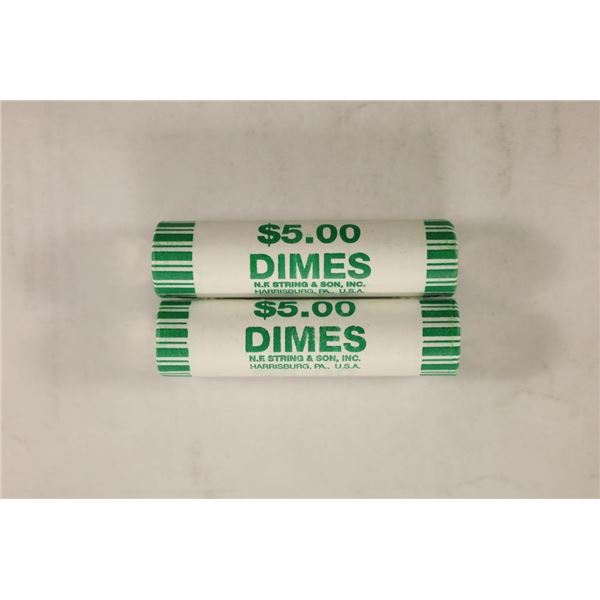 $5.00
DIMES
N.F. STRING & SON, INC.
HARRISBURG, PA., U.S.A.
$5.00
DIMES
N.F. STRING & SON, INC.
HARRISBURG, PA., U.S.A.